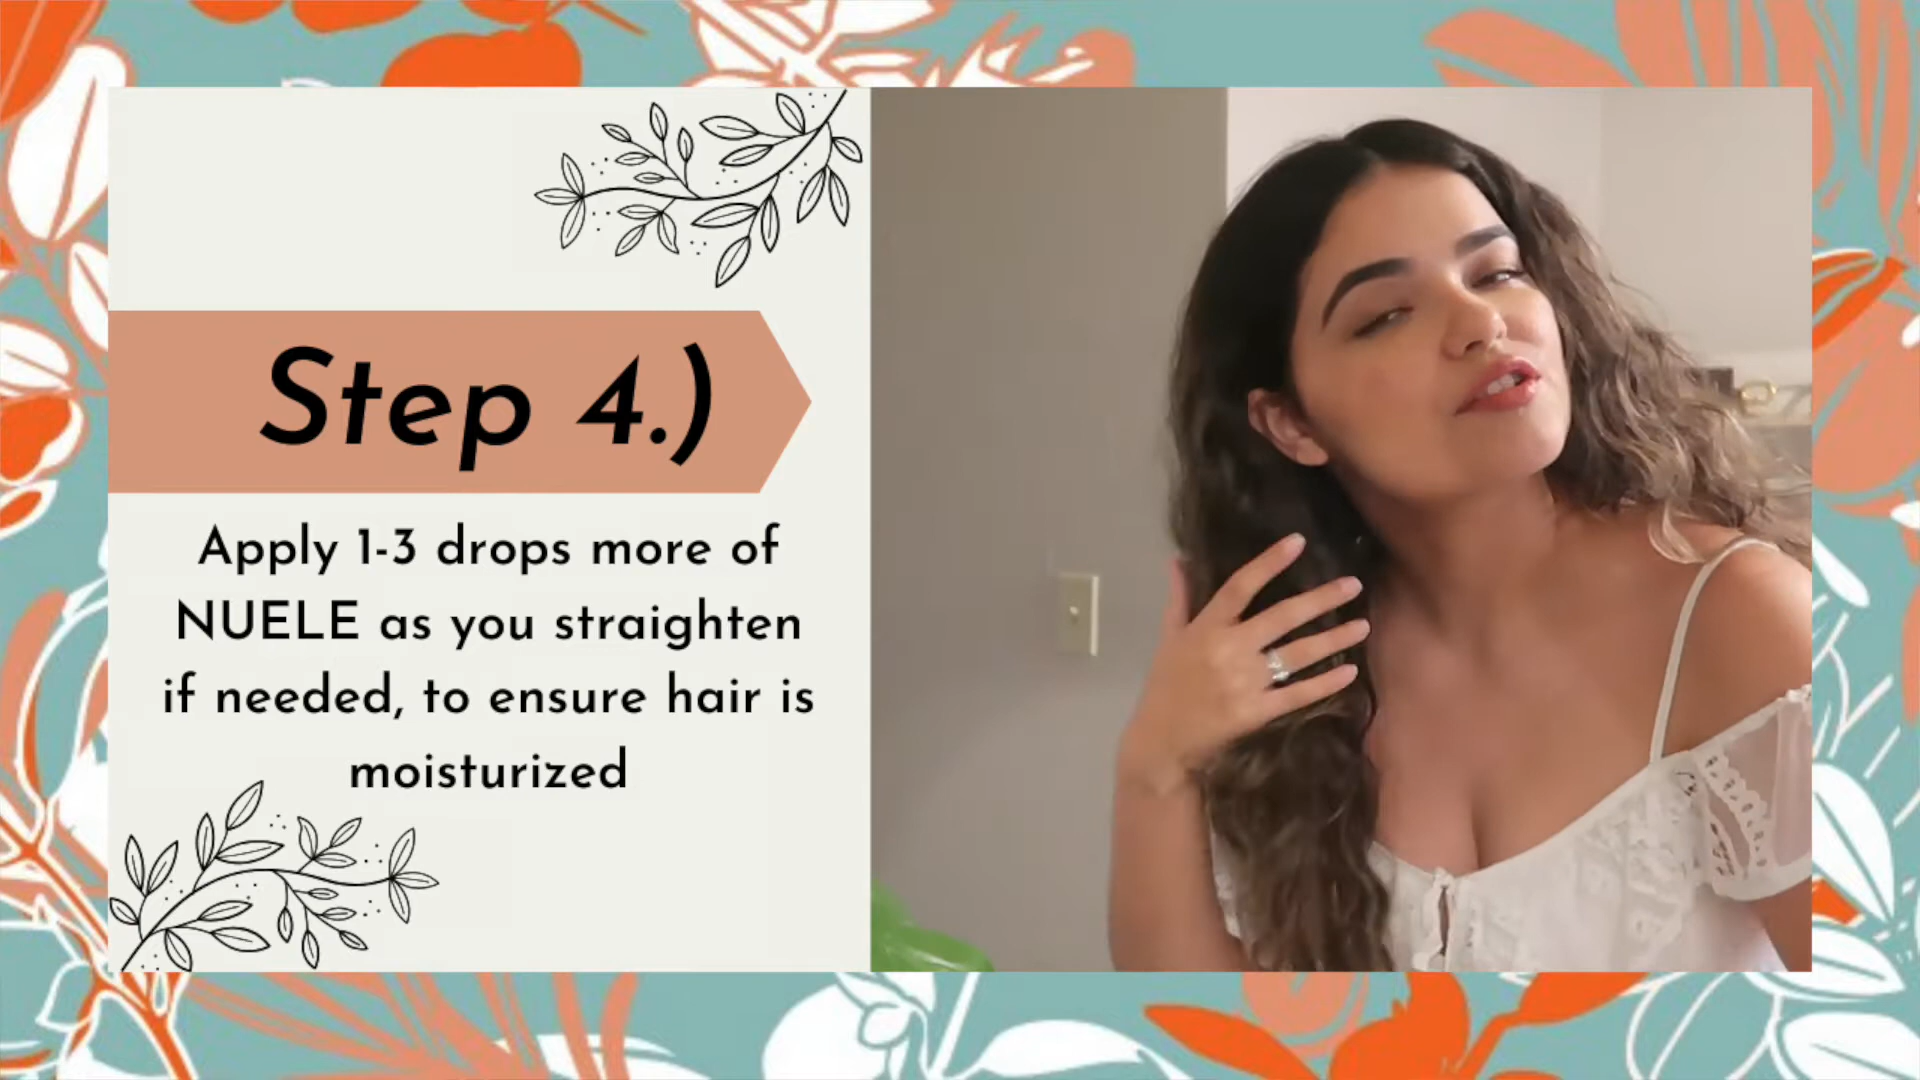 Step 4.)
Apply 1-3 drops more of
NUELE as you straighten
if needed, to ensure hair is
moisturized